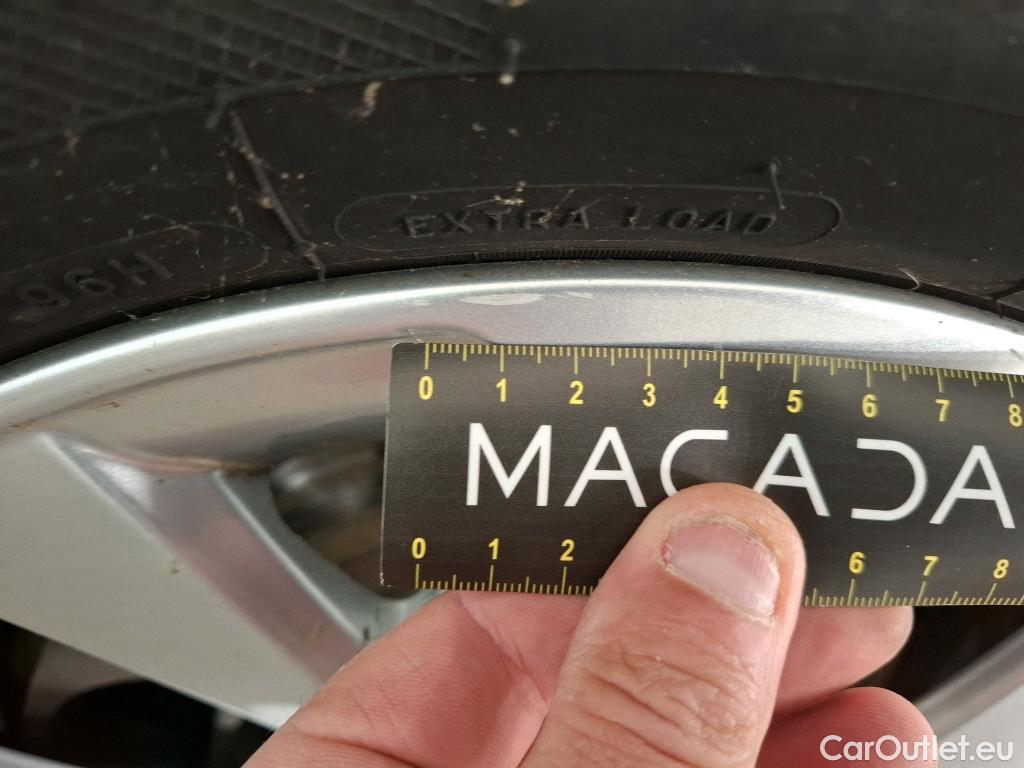 EXTRA LOAD
96H
0 1 2 3 4 5 6 7 8
MACADA
0 1 2 6 7 8
CarOutlet.eu